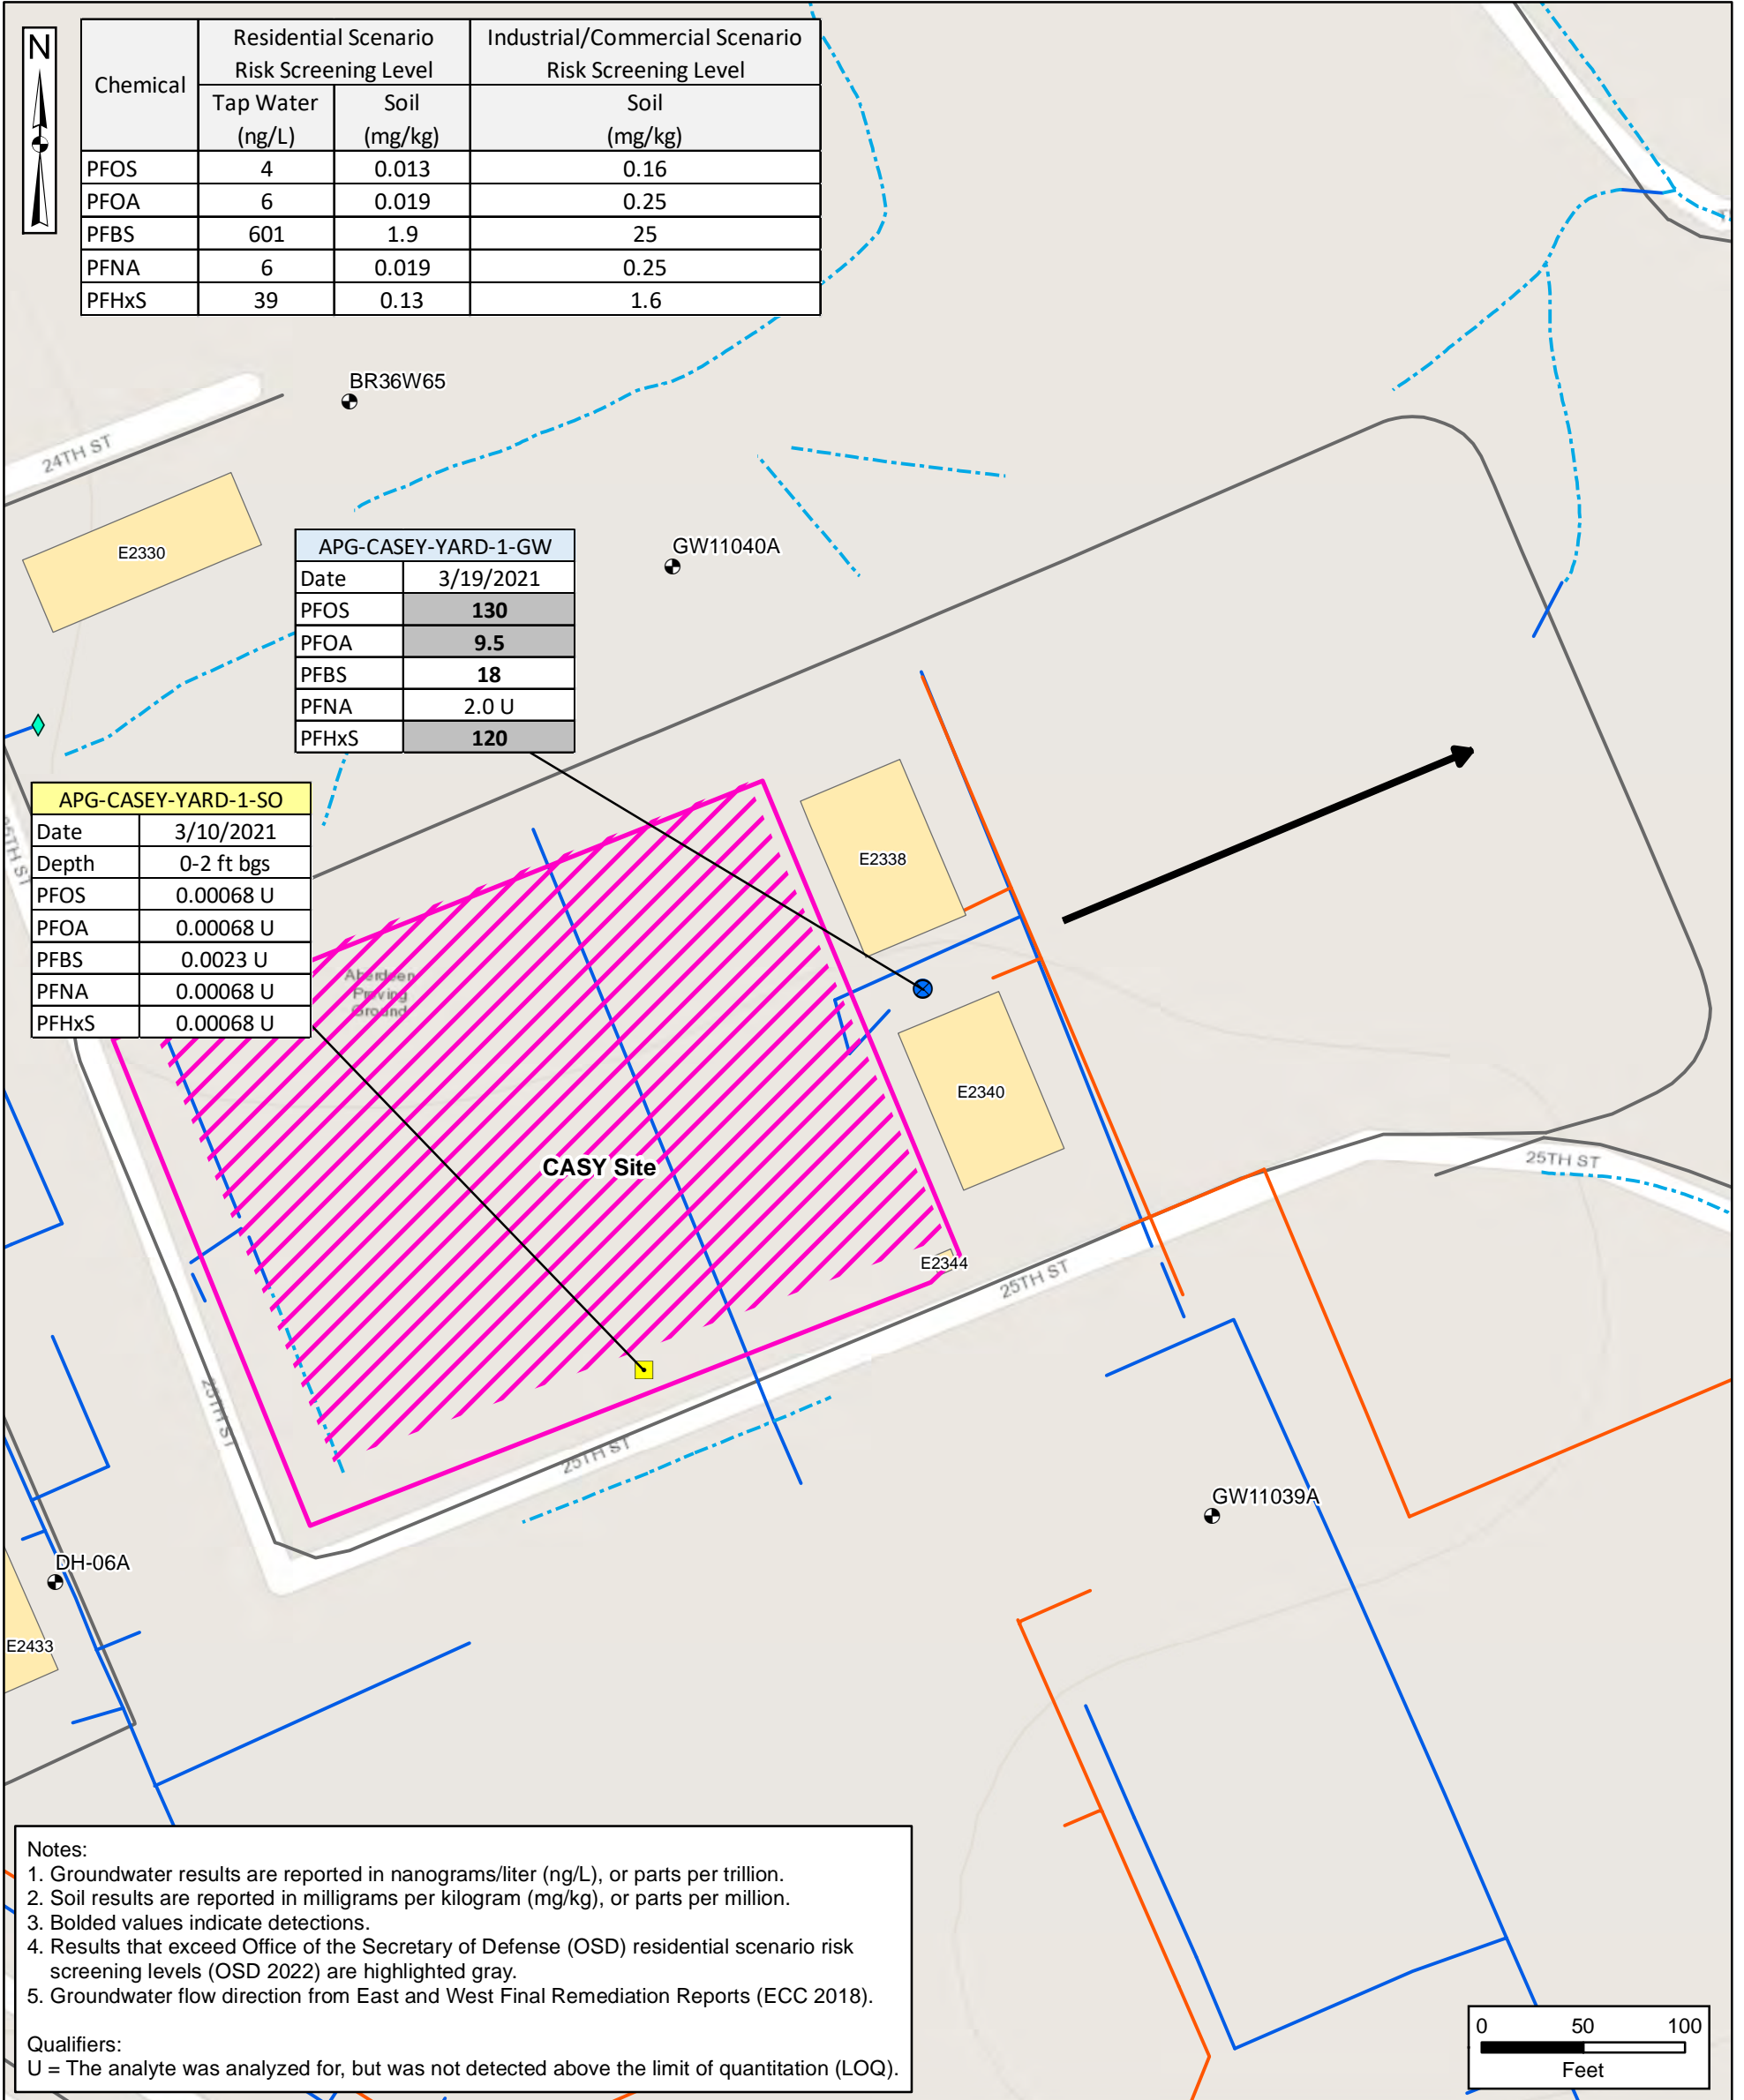 N
Chemical
Residential Scenario
Risk Screening Level
Industrial/Commercial Scenario
Risk Screening Level
Tap Water
(ng/L)
Soil
(mg/kg)
Soil
(mg/kg)
PFOS 4 0.013 0.16
PFOA 6 0.019 0.25
PFBS 601 1.9 25
PFNA 6 0.019 0.25
PFHxS 39 0.13 1.6
BR36W65
24TH ST
E2330
GW11040A
APG-CASEY-YARD-1-GW
Date 3/19/2021
PFOS 130
PFOA 9.5
PFBS 18
PFNA 2.0 U
PFHxS 120
APG-CASEY-YARD-1-SO
Date 3/10/2021
Depth 0-2 ft bgs
PFOS 0.00068 U
PFOA 0.00068 U
PFBS 0.0023 U
PFNA 0.00068 U
PFHxS 0.00068 U
E2338
Aberdeen
Proving
Ground
E2340
CASY Site
25TH ST
E2344
25TH ST
25TH ST
25TH ST
GW11039A
DH-06A
E2433
Notes:
1. Groundwater results are reported in nanograms/liter (ng/L), or parts per trillion.
2. Soil results are reported in milligrams per kilogram (mg/kg), or parts per million.
3. Bolded values indicate detections.
4. Results that exceed Office of the Secretary of Defense (OSD) residential scenario risk
screening levels (OSD 2022) are highlighted gray.
5. Groundwater flow direction from East and West Final Remediation Reports (ECC 2018).
Qualifiers:
U = The analyte was analyzed for, but was not detected above the limit of quantitation (LOQ).
0 50 100
Feet